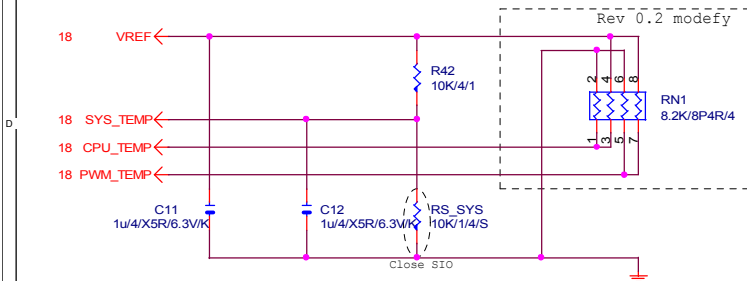 Rev 0.2 modefy
18 VREF
R42
10K/4/1
2 4 6 8
RN1
8.2K/8P4R/4
D
18 SYS_TEMP
18 CPU_TEMP
1 3 5 7
18 PWM_TEMP
C11
1u/4/X5R/6.3V/K
C12
1u/4/X5R/6.3V/K
RS_SYS
10K/1/4/S
Close SIO